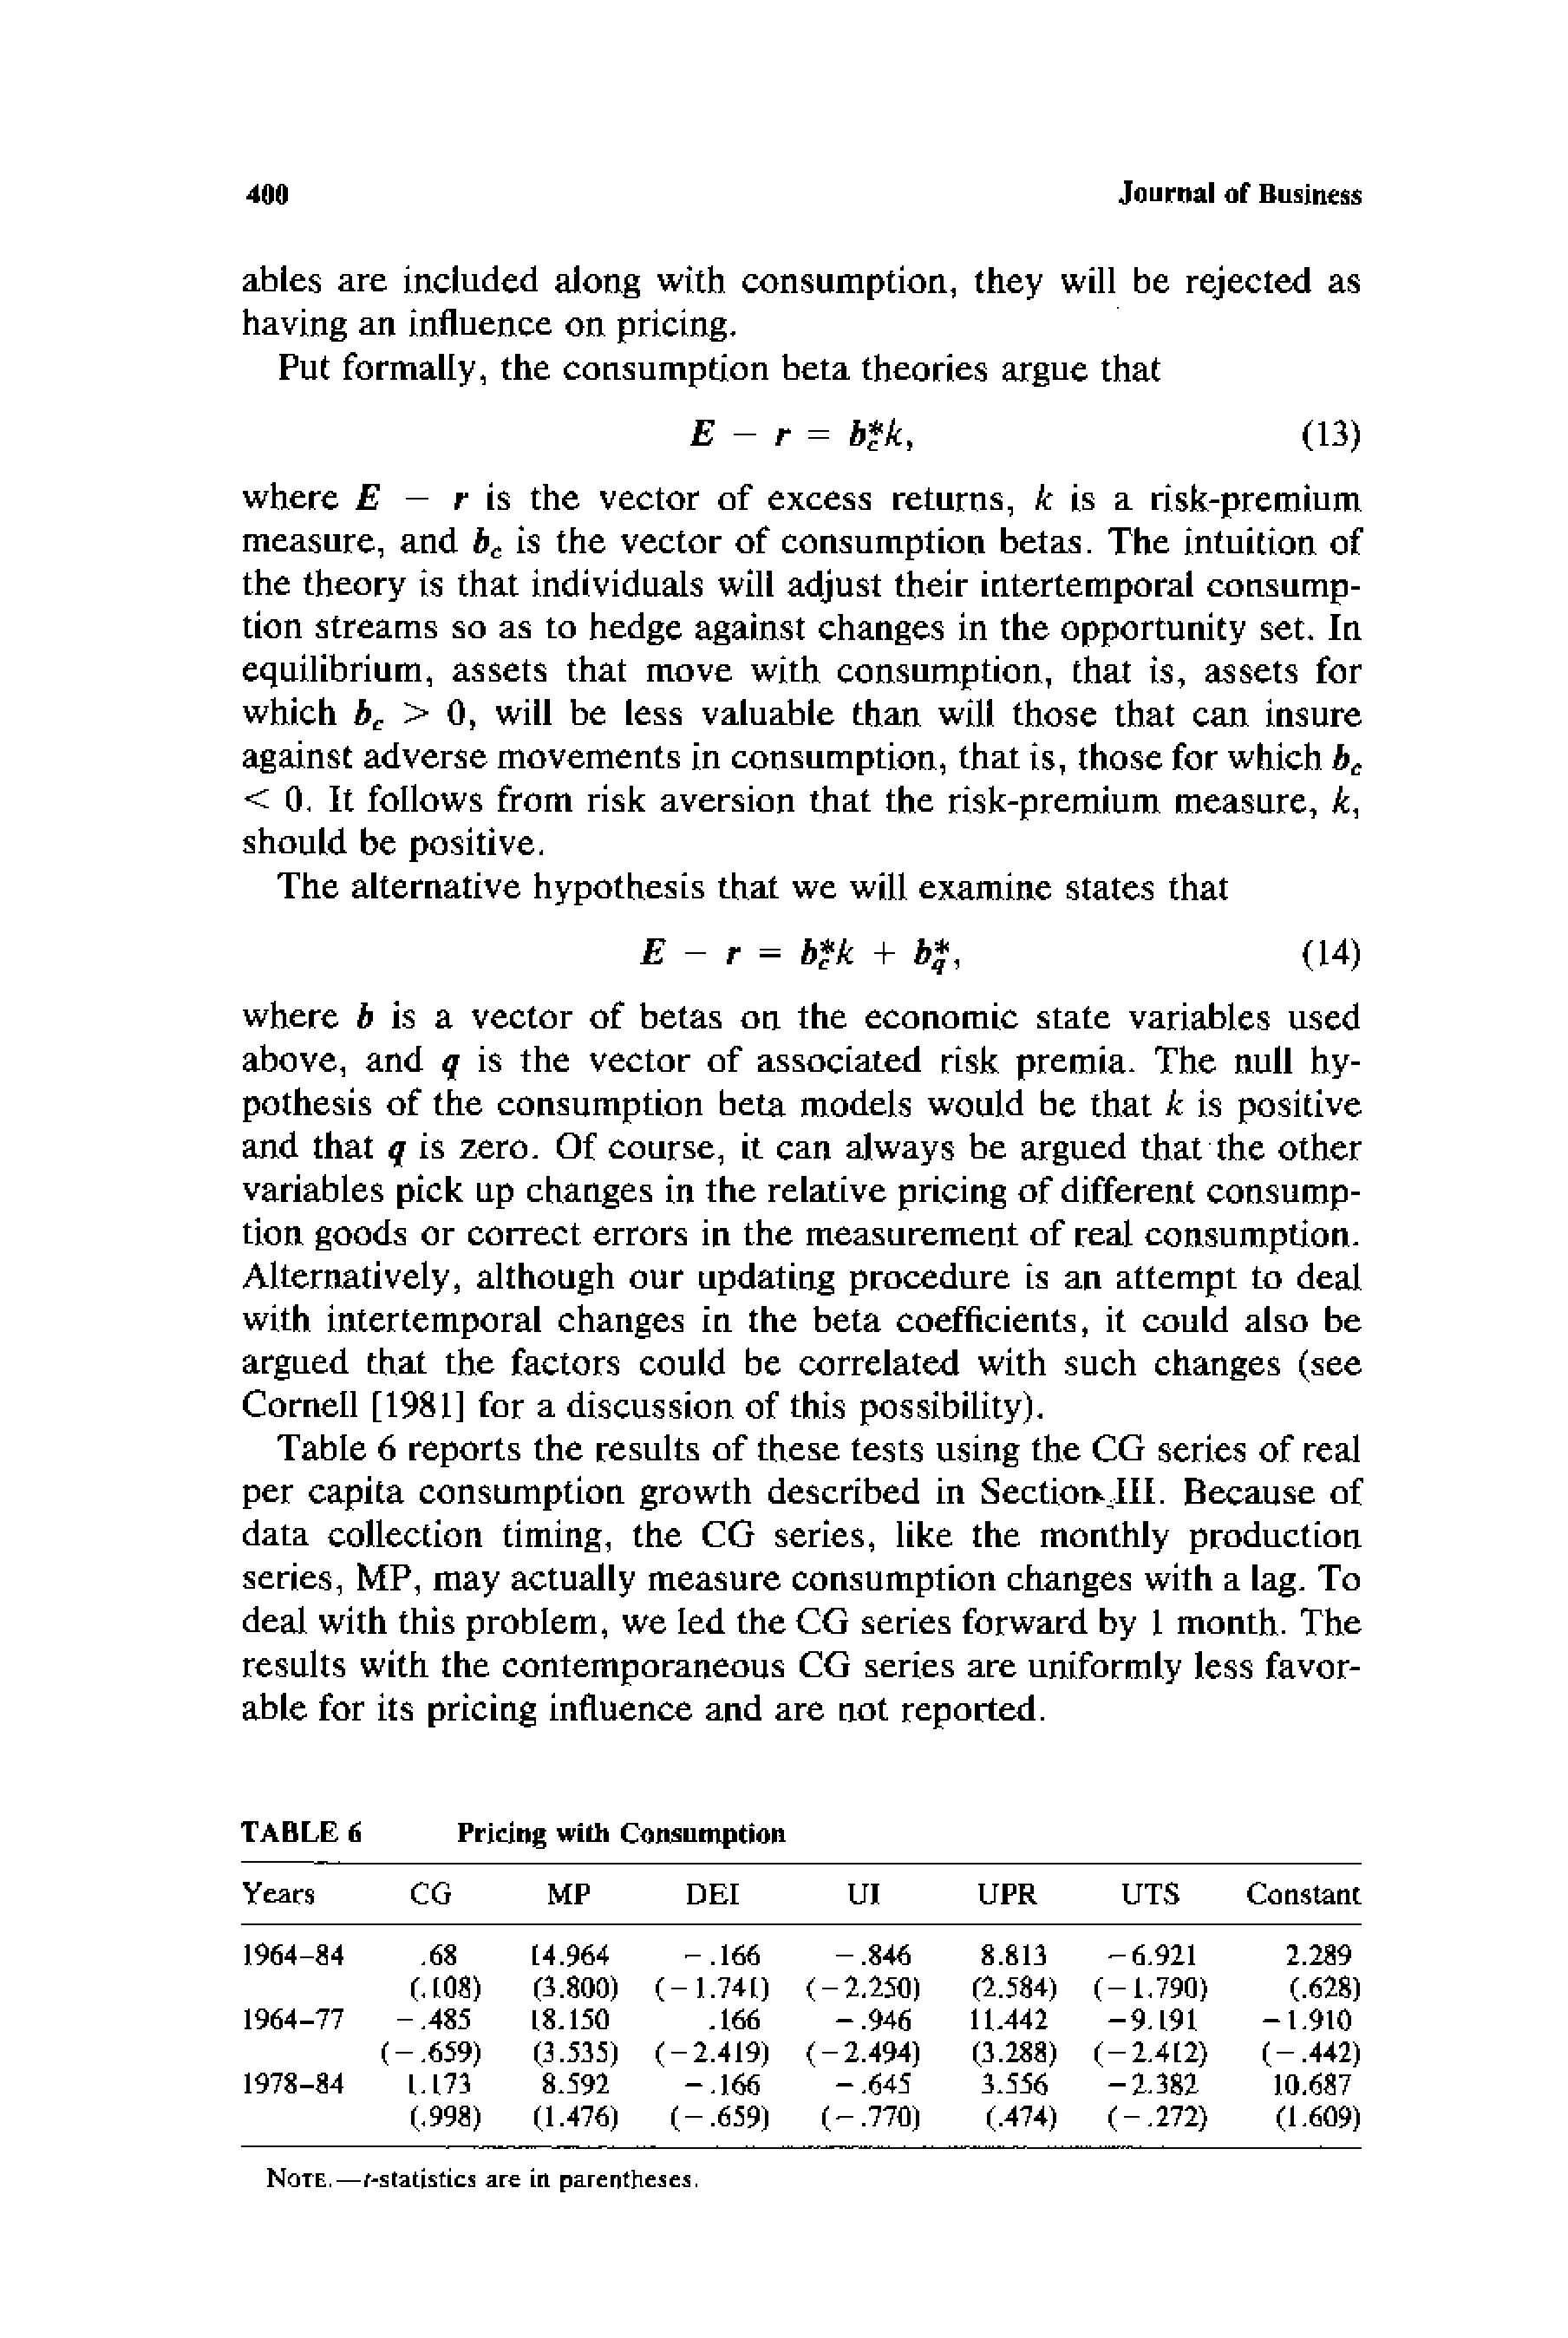 400 Journal of Business
ables are included along with consumption, they will be rejected as
having an influence on pricing.
Put formally, the consumption beta theories argue that
E − r = b*ck, (13)
where E − r is the vector of excess returns, k is a risk-premium
measure, and bc is the vector of consumption betas. The intuition of
the theory is that individuals will adjust their intertemporal consump-
tion streams so as to hedge against changes in the opportunity set. In
equilibrium, assets that move with consumption, that is, assets for
which bc > 0, will be less valuable than will those that can insure
against adverse movements in consumption, that is, those for which bc
< 0. It follows from risk aversion that the risk-premium measure, k,
should be positive.
The alternative hypothesis that we will examine states that
E − r = b*ck + b*q, (14)
where b is a vector of betas on the economic state variables used
above, and q is the vector of associated risk premia. The null hy-
pothesis of the consumption beta models would be that k is positive
and that q is zero. Of course, it can always be argued that the other
variables pick up changes in the relative pricing of different consump-
tion goods or correct errors in the measurement of real consumption.
Alternatively, although our updating procedure is an attempt to deal
with intertemporal changes in the beta coefficients, it could also be
argued that the factors could be correlated with such changes (see
Cornell [1981] for a discussion of this possibility).
Table 6 reports the results of these tests using the CG series of real
per capita consumption growth described in Section III. Because of
data collection timing, the CG series, like the monthly production
series, MP, may actually measure consumption changes with a lag. To
deal with this problem, we led the CG series forward by 1 month. The
results with the contemporaneous CG series are uniformly less favor-
able for its pricing influence and are not reported.
TABLE 6 Pricing with Consumption
Years CG MP DEI UI UPR UTS Constant
1964–84 .68 14.964 −.166 −.846 8.813 −6.921 2.289
(.108) (3.800) (−1.741) (−2.250) (2.584) (−1.790) (.628)
1964–77 −.485 18.150 .166 −.946 11.442 −9.191 −1.910
(−.659) (3.535) (−2.419) (−2.494) (3.288) (−2.412) (−.442)
1978–84 1.173 8.592 −.166 −.645 3.556 −2.382 10.687
(.998) (1.476) (−.659) (−.770) (.474) (−.272) (1.609)
NOTE.—t-statistics are in parentheses.